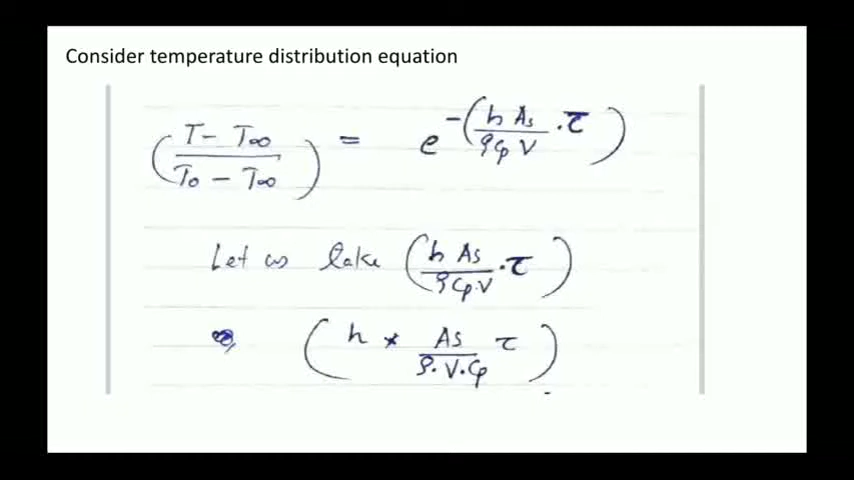 Consider temperature distribution equation
(T - T∞ / T0 - T∞) = e^-(h As / ρ Cp V · τ)
Let us take (h As / ρ Cp·V · τ)
(h * As / ρ·V·Cp τ)